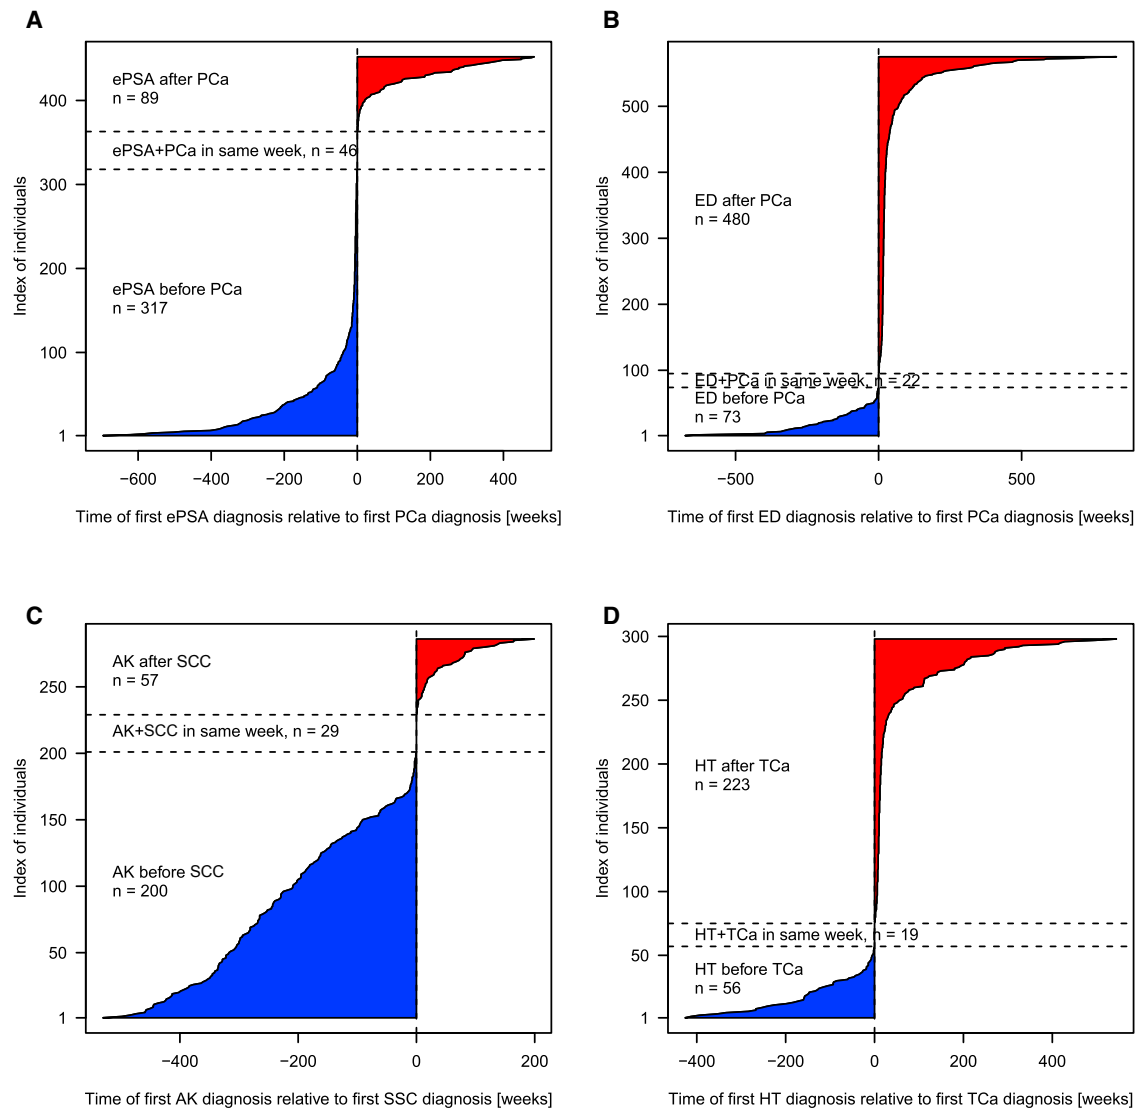 A
ePSA after PCa
n = 89
ePSA+PCa in same week, n = 46
ePSA before PCa
n = 317
Index of individuals
400
300
200
100
1
−600 −400 −200 0 200 400
Time of first ePSA diagnosis relative to first PCa diagnosis [weeks]
B
ED after PCa
n = 480
ED+PCa in same week, n = 22
ED before PCa
n = 73
Index of individuals
500
400
300
200
100
1
−500 0 500
Time of first ED diagnosis relative to first PCa diagnosis [weeks]
C
AK after SCC
n = 57
AK+SCC in same week, n = 29
AK before SCC
n = 200
Index of individuals
250
200
150
100
50
1
−400 −200 0 200
Time of first AK diagnosis relative to first SSC diagnosis [weeks]
D
HT after TCa
n = 223
HT+TCa in same week, n = 19
HT before TCa
n = 56
Index of individuals
300
250
200
150
100
50
1
−400 −200 0 200 400
Time of first HT diagnosis relative to first TCa diagnosis [weeks]